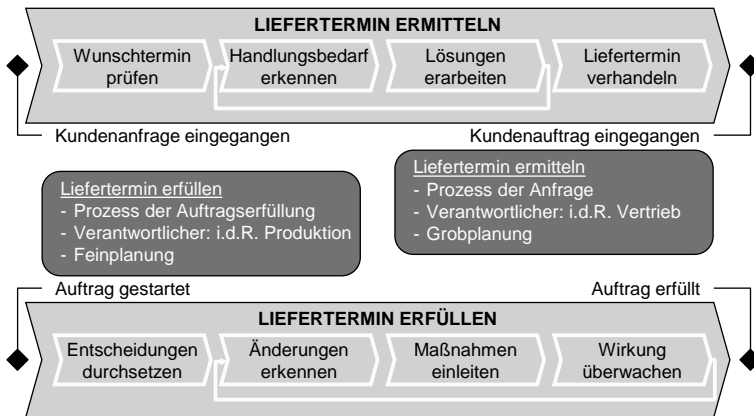 LIEFERTERMIN ERMITTELN
Wunschtermin
prüfen
Handlungsbedarf
erkennen
Lösungen
erarbeiten
Liefertermin
verhandeln
Kundenanfrage eingegangen
Kundenauftrag eingegangen
Liefertermin erfüllen
- Prozess der Auftragserfüllung
- Verantwortlicher: i.d.R. Produktion
- Feinplanung
Liefertermin ermitteln
- Prozess der Anfrage
- Verantwortlicher: i.d.R. Vertrieb
- Grobplanung
Auftrag gestartet
Auftrag erfüllt
LIEFERTERMIN ERFÜLLEN
Entscheidungen
durchsetzen
Änderungen
erkennen
Maßnahmen
einleiten
Wirkung
überwachen